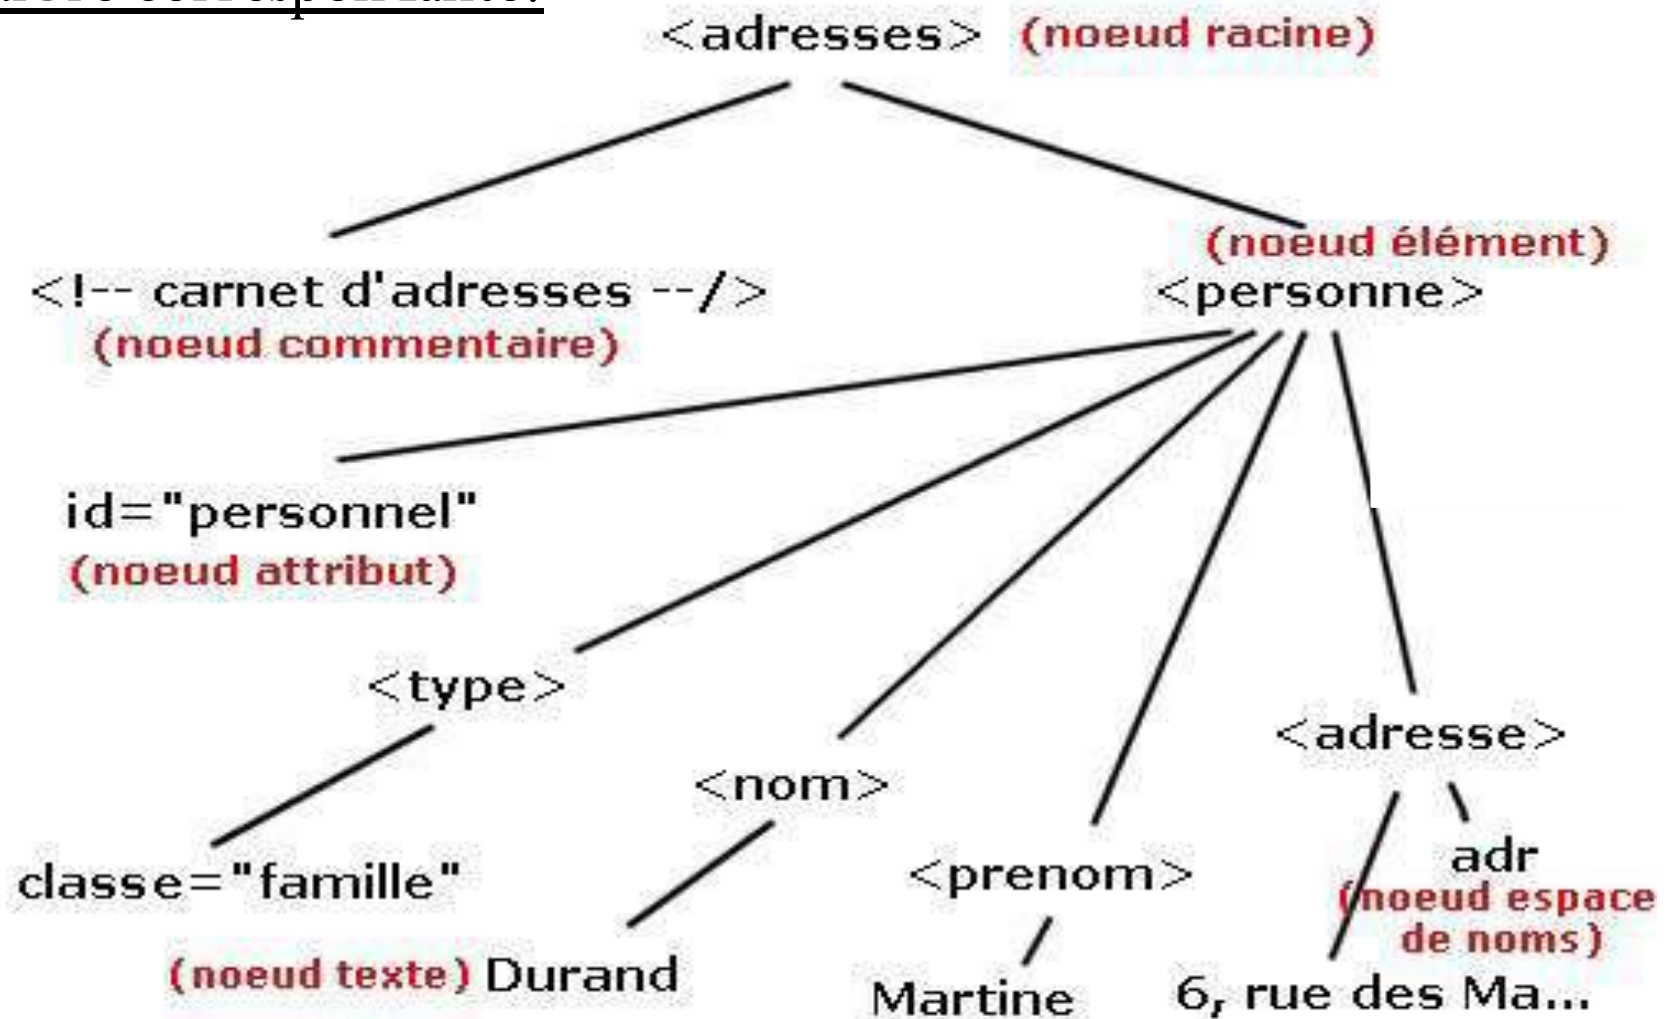 <adresses> (noeud racine)
(noeud élément)
<!-- carnet d'adresses --/> <personne>
(noeud commentaire)
id="personnel"
(noeud attribut)
<type>
<adresse>
<nom>
adr
classe="famille" <prenom>
(noeud espace
de noms)
(noeud texte) Durand
Martine 6, rue des Ma...